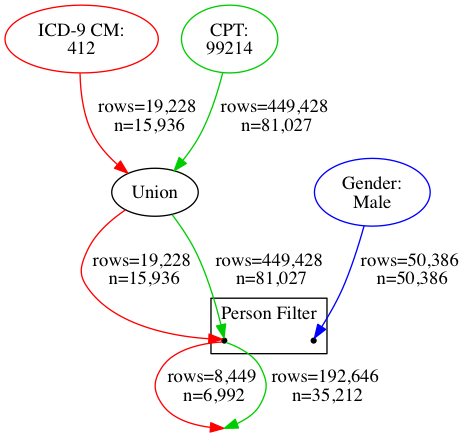 ICD-9 CM:
412
CPT:
99214
rows=19,228
n=15,936
rows=449,428
n=81,027
Union
Gender:
Male
rows=19,228
n=15,936
rows=449,428
n=81,027
rows=50,386
n=50,386
Person Filter
rows=8,449
n=6,992
rows=192,646
n=35,212